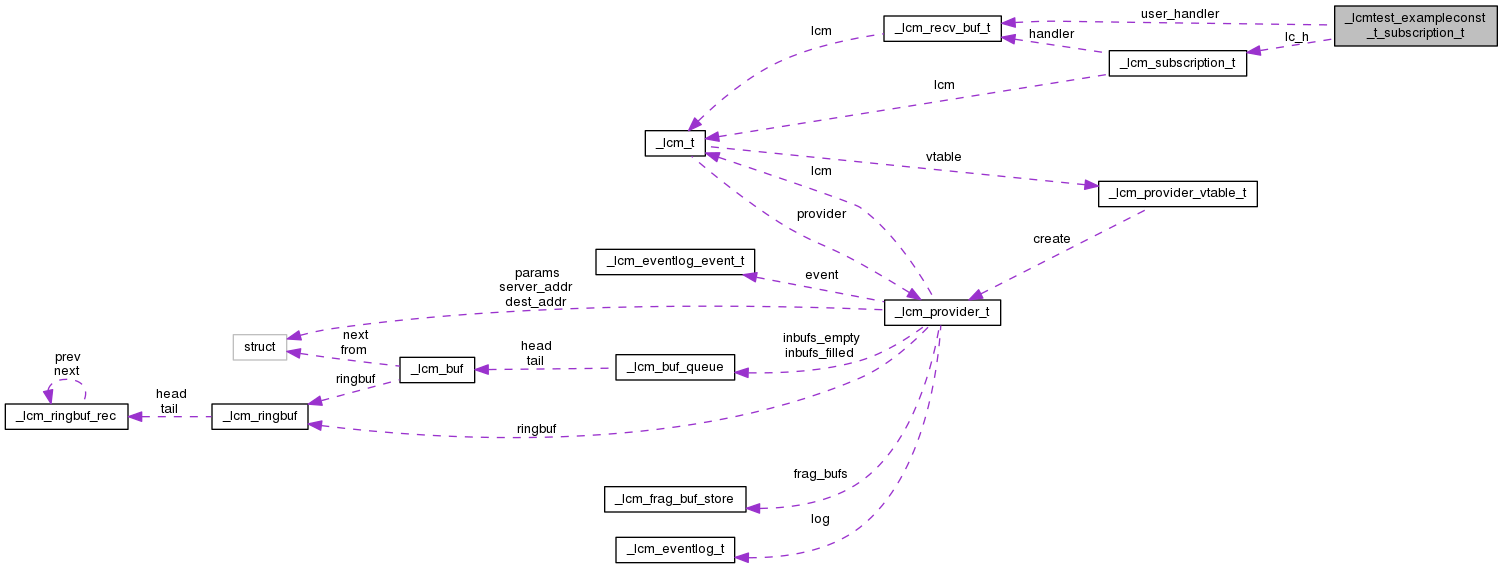 user_handler
_lcmtest_exampleconst
_t_subscription_t
_lcm_recv_buf_t
lcm
handler
lc_h
_lcm_subscription_t
lcm
_lcm_t
vtable
lcm
_lcm_provider_vtable_t
provider
create
_lcm_eventlog_event_t
event
params
server_addr
dest_addr
_lcm_provider_t
struct
next
from
head
tail
inbufs_empty
inbufs_filled
prev
next
_lcm_buf
_lcm_buf_queue
ringbuf
head
tail
_lcm_ringbuf_rec
_lcm_ringbuf
ringbuf
frag_bufs
_lcm_frag_buf_store
log
_lcm_eventlog_t